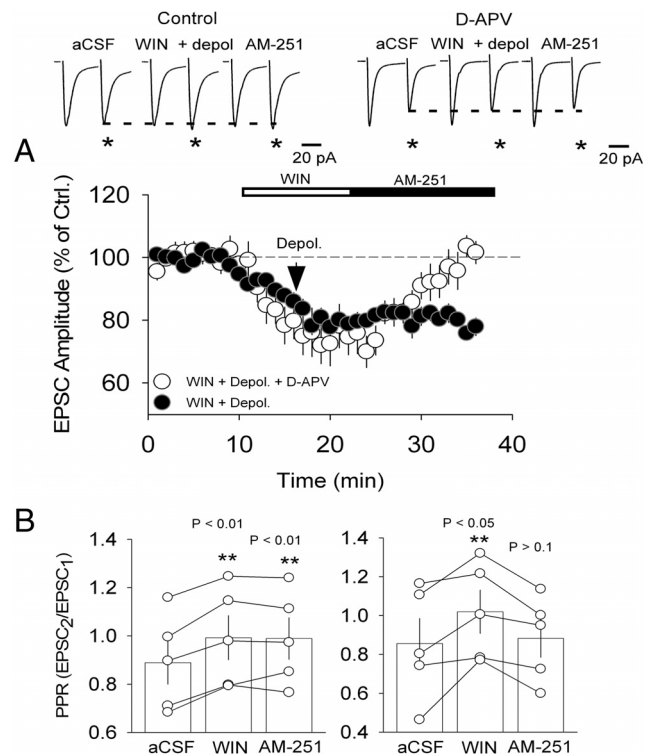 Control
D-APV
aCSF WIN + depol AM-251
aCSF WIN + depol AM-251
* * *
* * *
20 pA
20 pA
A
WIN
AM-251
EPSC Amplitude (% of Ctrl.)
120
100
80
60
Depol.
WIN + Depol. + D-APV
WIN + Depol.
0 10 20 30 40
Time (min)
B
PPR (EPSC2/EPSC1)
P < 0.01
P < 0.01
** **
1.4
1.2
1.0
0.8
0.6
aCSF WIN AM-251
P < 0.05
**
P > 0.1
1.4
1.2
1.0
0.8
0.6
0.4
aCSF WIN AM-251